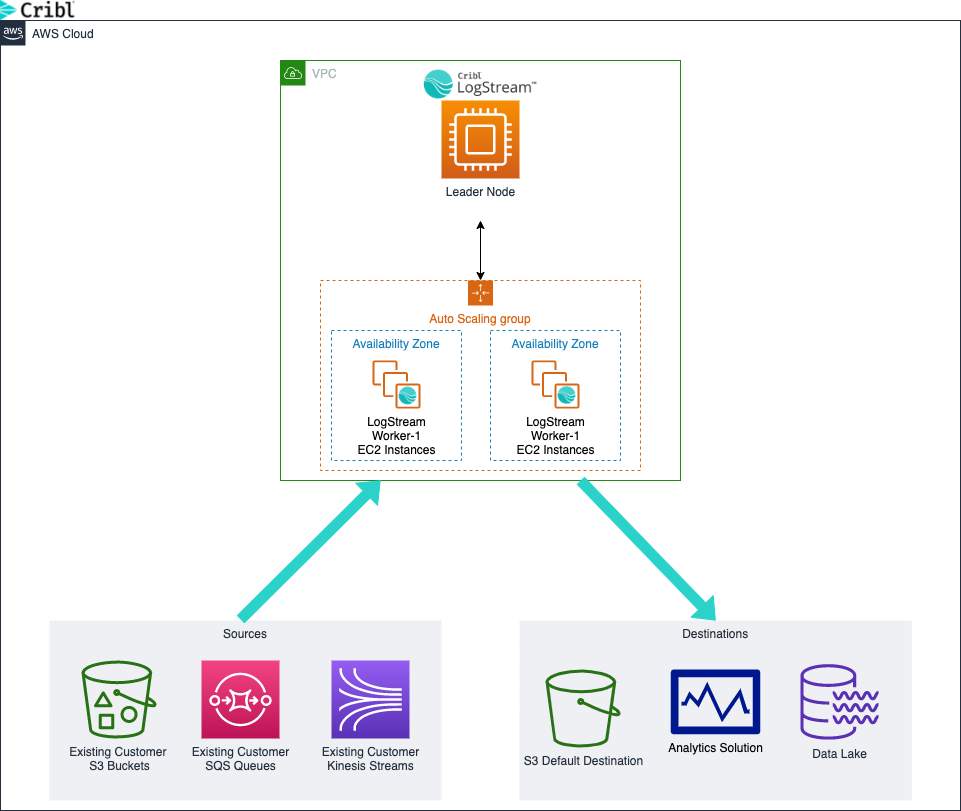 Cribl
aws
AWS Cloud
VPC
Cribl
LogStream™
Leader Node
Auto Scaling group
Availability Zone
LogStream
Worker-1
EC2 Instances
Availability Zone
LogStream
Worker-1
EC2 Instances
Sources
Existing Customer
S3 Buckets
Existing Customer
SQS Queues
Existing Customer
Kinesis Streams
Destinations
S3 Default Destination
Analytics Solution
Data Lake